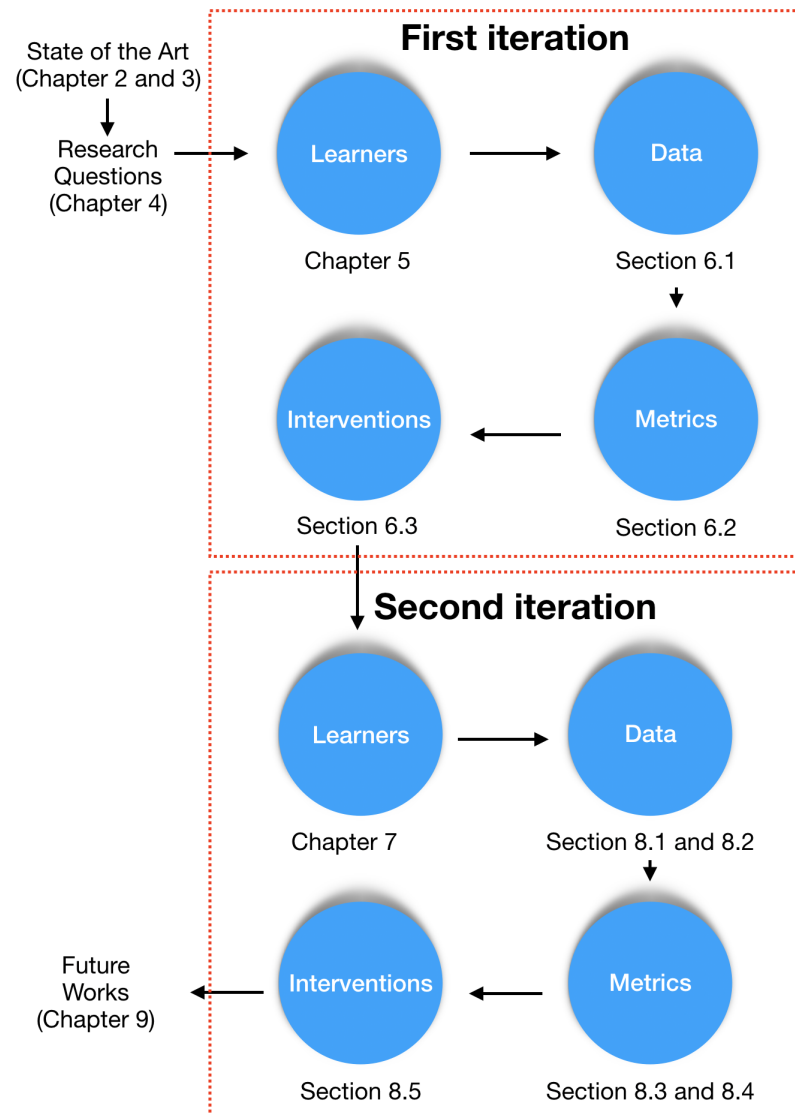 State of the Art
(Chapter 2 and 3)
Research
Questions
(Chapter 4)
First iteration
Learners
Data
Chapter 5
Section 6.1
Interventions
Metrics
Section 6.3
Section 6.2
Second iteration
Learners
Data
Chapter 7
Section 8.1 and 8.2
Interventions
Metrics
Future
Works
(Chapter 9)
Section 8.5
Section 8.3 and 8.4